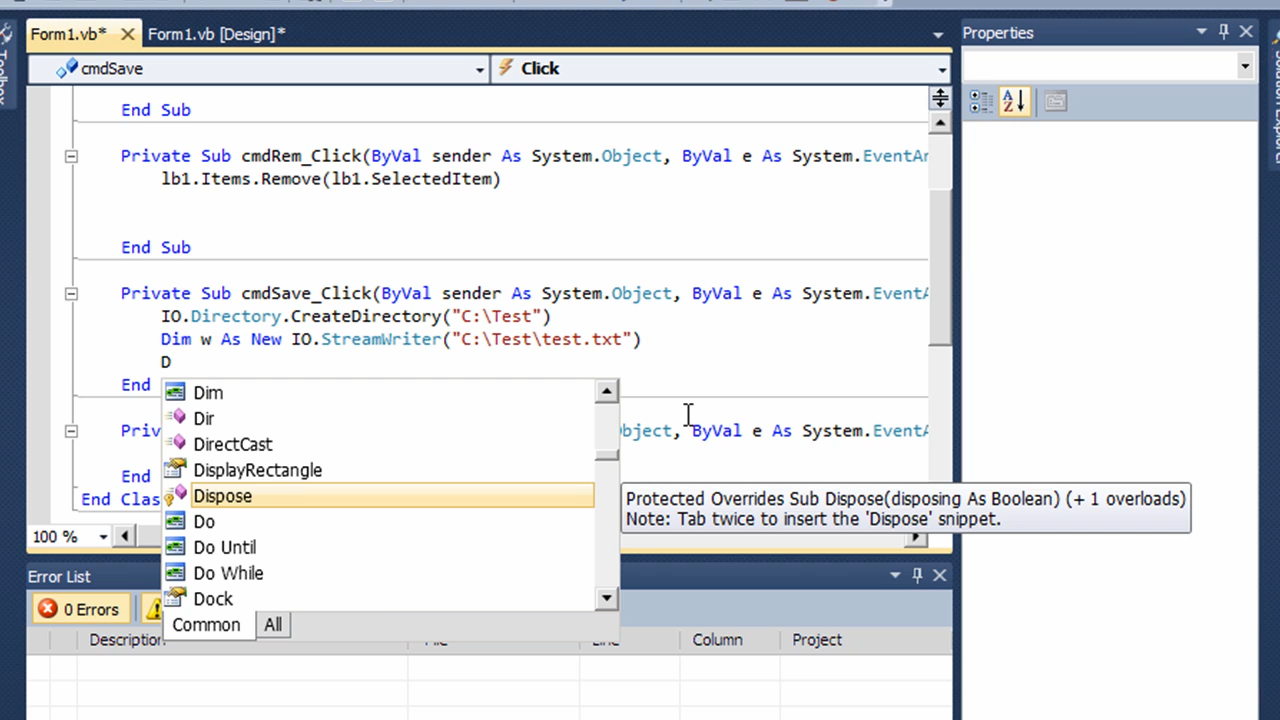 Form1.vb* Form1.vb [Design]* Properties
Toolbox
cmdSave Click
End Sub
Private Sub cmdRem_Click(ByVal sender As System.Object, ByVal e As System.EventAr
lb1.Items.Remove(lb1.SelectedItem)
End Sub
Private Sub cmdSave_Click(ByVal sender As System.Object, ByVal e As System.EventA
IO.Directory.CreateDirectory("C:\Test")
Dim w As New IO.StreamWriter("C:\Test\test.txt")
D
End
Dim
Dir
DirectCast
Priv Object, ByVal e As System.EventA
DisplayRectangle
End
Dispose
End Clas
Protected Overrides Sub Dispose(disposing As Boolean) (+ 1 overloads)
Note: Tab twice to insert the 'Dispose' snippet.
Do
100 %
Do Until
Do While
Dock
Common All
Error List
0 Errors
Description Line Column Project
Solution Explorer